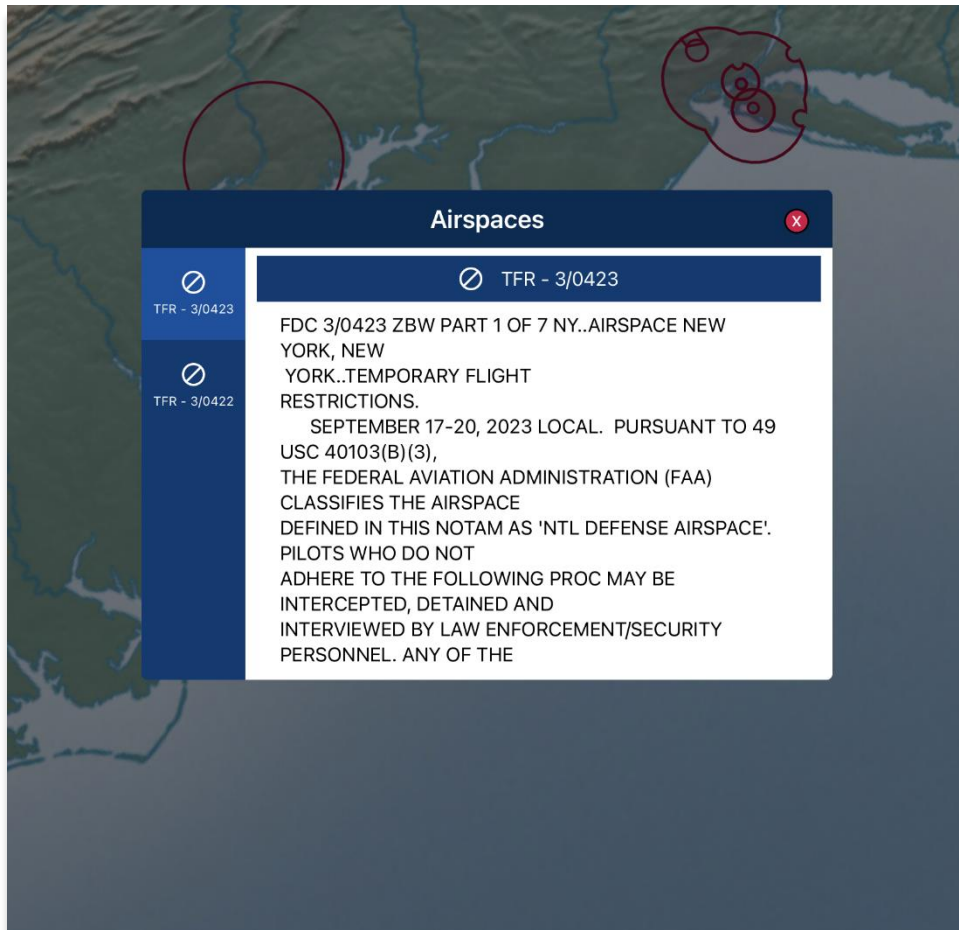 Airspaces
X
TFR - 3/0423
TFR - 3/0422
TFR - 3/0423
FDC 3/0423 ZBW PART 1 OF 7 NY..AIRSPACE NEW
YORK, NEW
YORK..TEMPORARY FLIGHT
RESTRICTIONS.
SEPTEMBER 17-20, 2023 LOCAL. PURSUANT TO 49
USC 40103(B)(3),
THE FEDERAL AVIATION ADMINISTRATION (FAA)
CLASSIFIES THE AIRSPACE
DEFINED IN THIS NOTAM AS 'NTL DEFENSE AIRSPACE'.
PILOTS WHO DO NOT
ADHERE TO THE FOLLOWING PROC MAY BE
INTERCEPTED, DETAINED AND
INTERVIEWED BY LAW ENFORCEMENT/SECURITY
PERSONNEL. ANY OF THE